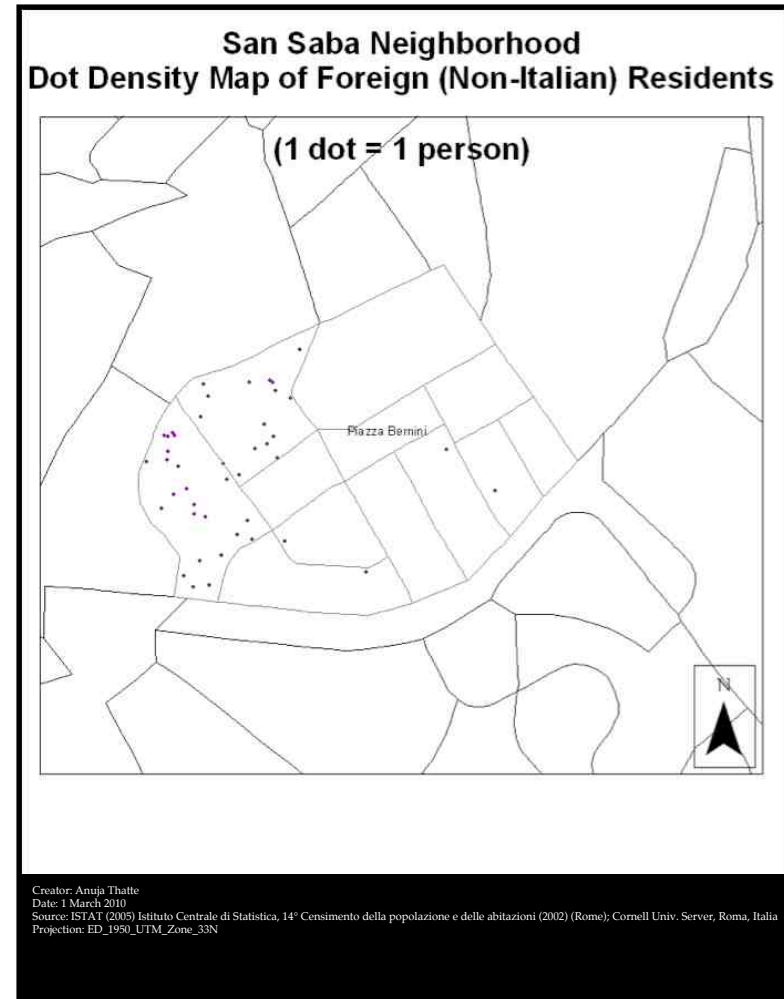 San Saba Neighborhood
Dot Density Map of Foreign (Non-Italian) Residents
(1 dot = 1 person)
Piazza Bernini
N
Creator: Anuja Thatte
Date: 1 March 2010
Source: ISTAT (2005) Istituto Centrale di Statistica, 14° Censimento della popolazione e delle abitazioni (2002) (Rome); Cornell Univ. Server, Roma, Italia
Projection: ED_1950_UTM_Zone_33N